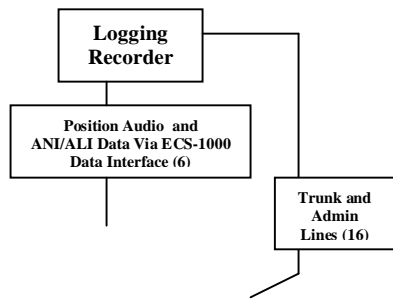 Logging
Recorder
Position Audio and
ANI/ALI Data Via ECS-1000
Data Interface (6)
Trunk and
Admin
Lines (16)